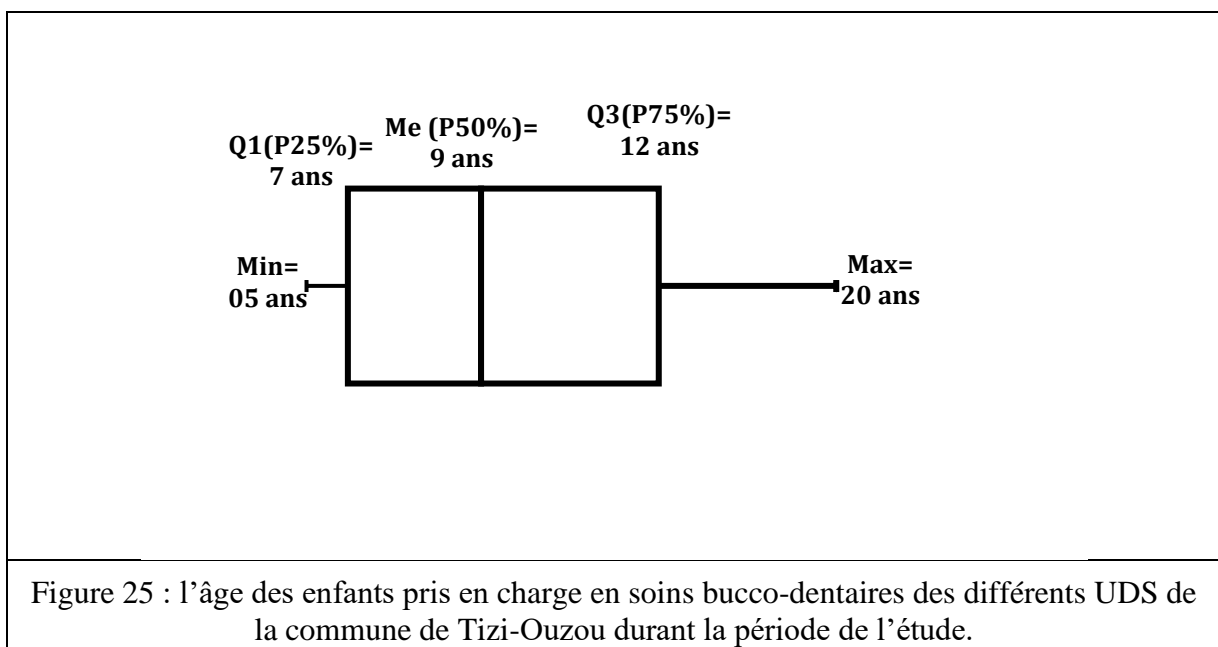 Q1(P25%)=
7 ans
Me (P50%)=
9 ans
Q3(P75%)=
12 ans
Min=
05 ans
Max=
20 ans
Figure 25 : l’âge des enfants pris en charge en soins bucco-dentaires des différents UDS de
la commune de Tizi-Ouzou durant la période de l’étude.